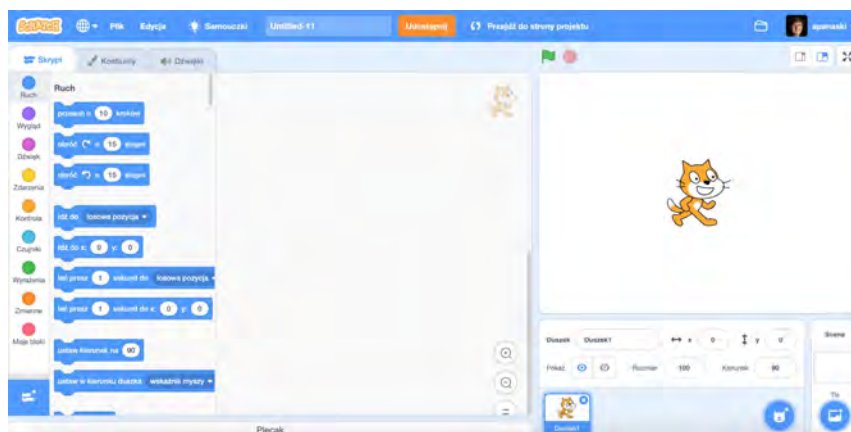 SCRATCH Plik Edycja Samouczki Untitled-11 Udostępnij Przejdź do strony projektu
Skrypt Kostiumy Dźwięki
Ruch
Wygląd
Dźwięk
Zdarzenia
Kontrola
Czujniki
Wyrażenia
Zmienne
Moje bloki
Ruch
przesuń o 10 kroków
obróć o 15 stopni
obróć o 15 stopni
idź do losowa pozycja
idź do x: 0 y: 0
leć przez 1 sekund do losowa pozycja
leć przez 1 sekund do x: 0 y: 0
ustaw kierunek na 90
ustaw w kierunku duszka wskaźnik myszy
Plecak
Duszek Duszek1 x 0 y 0
Pokaż Rozmiar 100 Kierunek 90
Duszek1
Scena
Tła